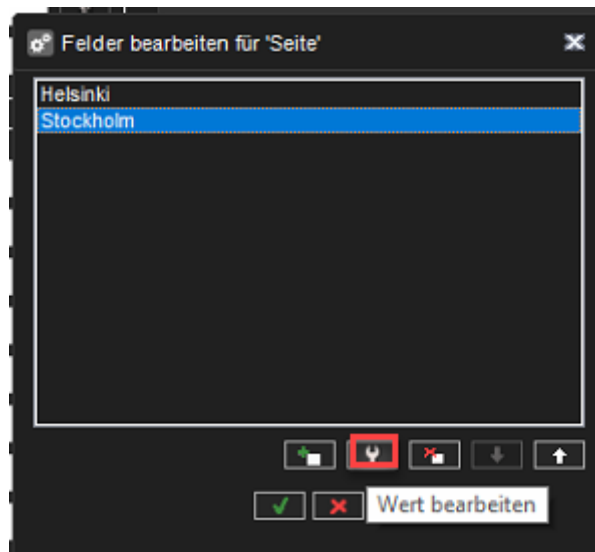 Felder bearbeiten für 'Seite'
Helsinki
Stockholm
Wert bearbeiten